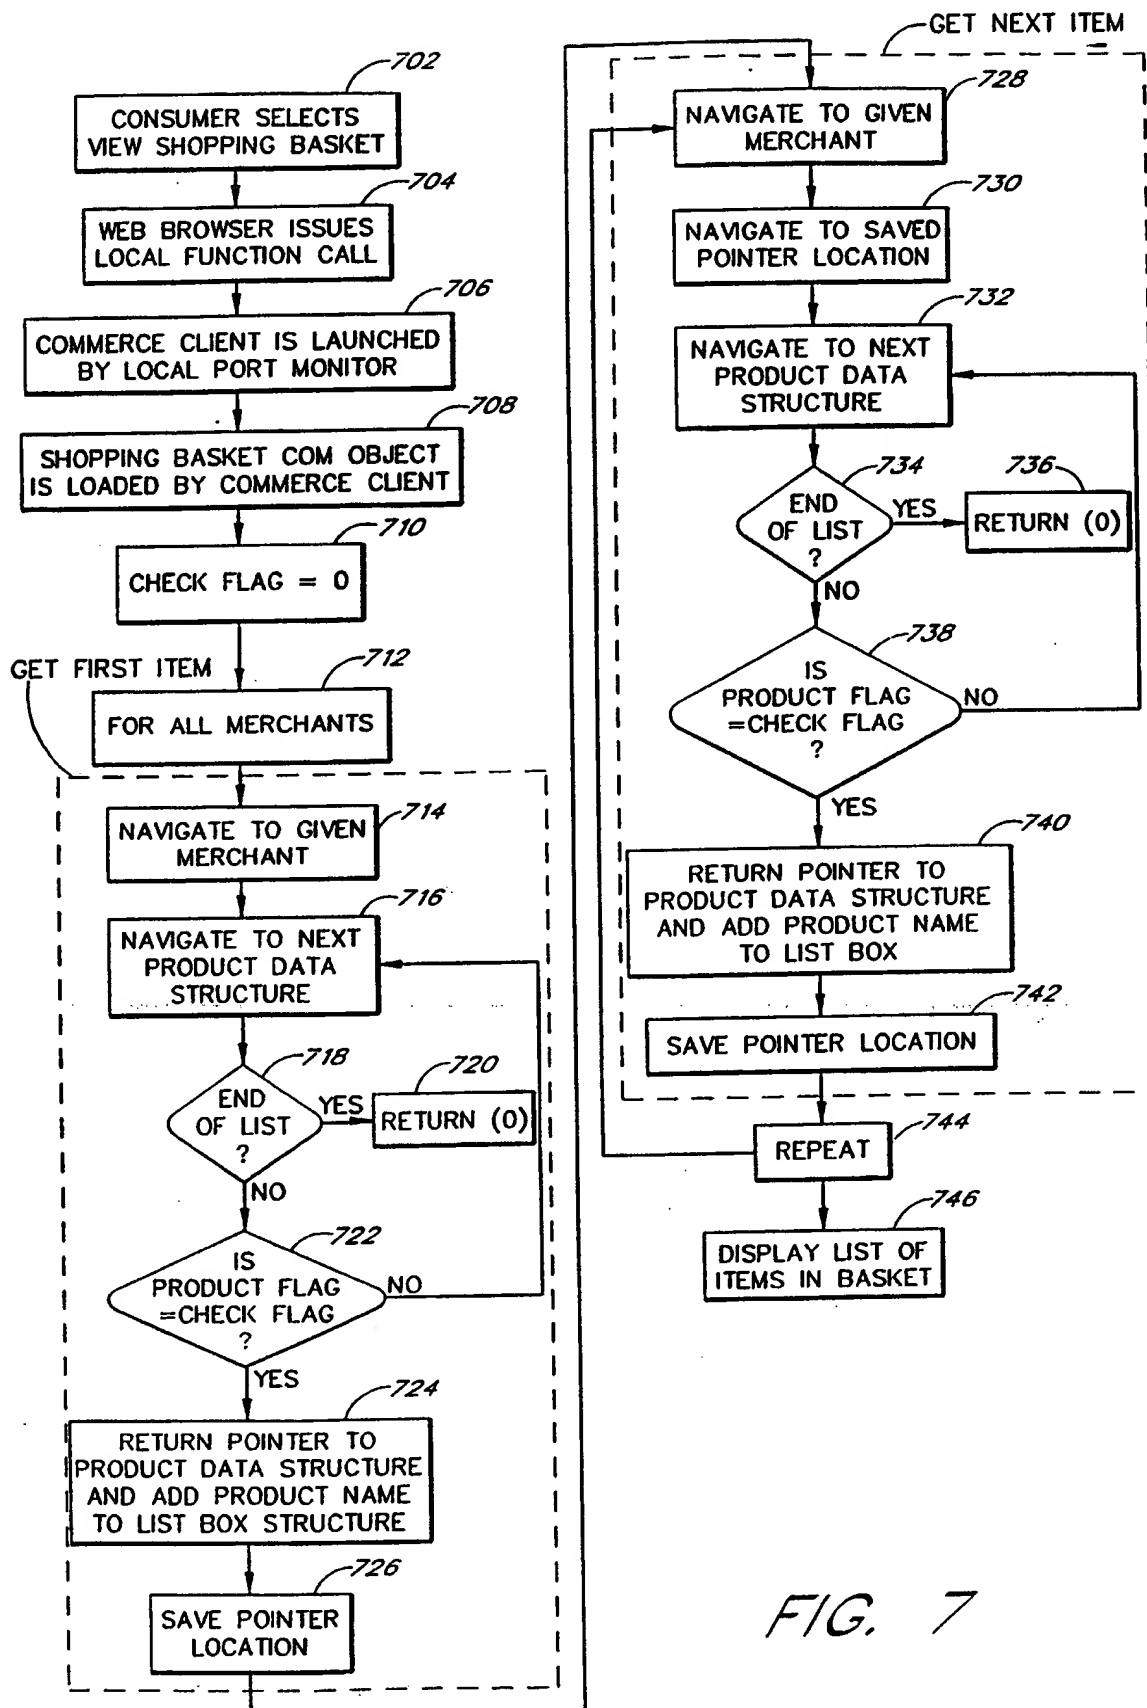 702
CONSUMER SELECTS
VIEW SHOPPING BASKET
704
WEB BROWSER ISSUES
LOCAL FUNCTION CALL
706
COMMERCE CLIENT IS LAUNCHED
BY LOCAL PORT MONITOR
708
SHOPPING BASKET COM OBJECT
IS LOADED BY COMMERCE CLIENT
710
CHECK FLAG = 0
GET FIRST ITEM
712
FOR ALL MERCHANTS
714
NAVIGATE TO GIVEN
MERCHANT
716
NAVIGATE TO NEXT
PRODUCT DATA
STRUCTURE
718
END
OF LIST
?
YES
720
RETURN (0)
NO
722
IS
PRODUCT FLAG
=CHECK FLAG
?
NO
YES
724
RETURN POINTER TO
PRODUCT DATA STRUCTURE
AND ADD PRODUCT NAME
TO LIST BOX STRUCTURE
726
SAVE POINTER
LOCATION
GET NEXT ITEM
728
NAVIGATE TO GIVEN
MERCHANT
730
NAVIGATE TO SAVED
POINTER LOCATION
732
NAVIGATE TO NEXT
PRODUCT DATA
STRUCTURE
734
END
OF LIST
?
YES
736
RETURN (0)
NO
738
IS
PRODUCT FLAG
=CHECK FLAG
?
NO
YES
740
RETURN POINTER TO
PRODUCT DATA STRUCTURE
AND ADD PRODUCT NAME
TO LIST BOX
742
SAVE POINTER LOCATION
744
REPEAT
746
DISPLAY LIST OF
ITEMS IN BASKET
FIG. 7